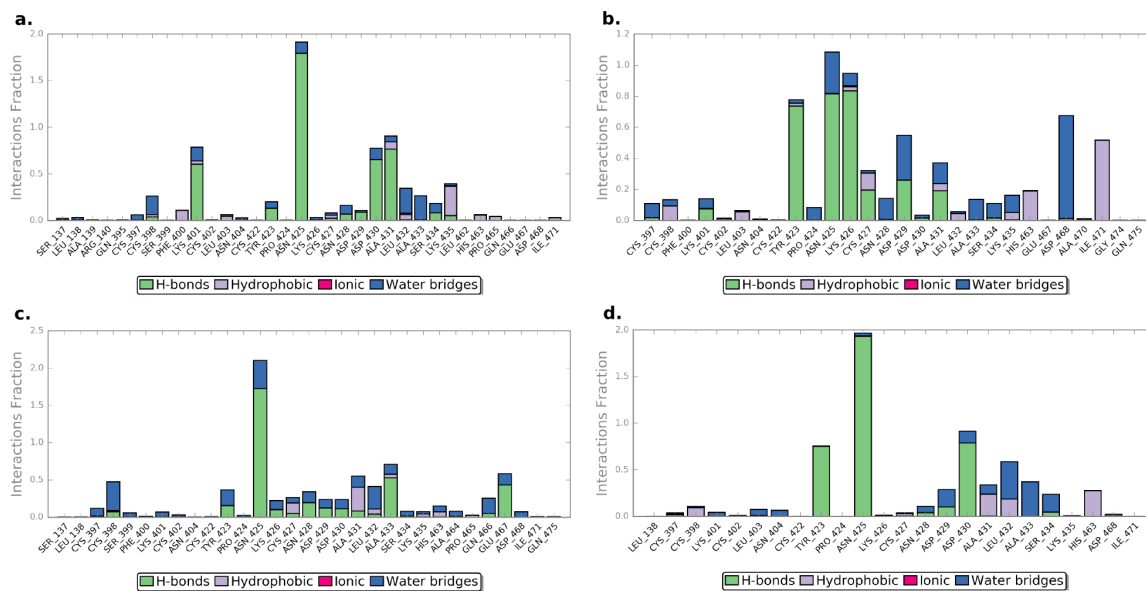 a.
2.0
1.5
1.0
0.5
0.0
Interactions Fraction
SER_137 LEU_138 ALA_139 ARG_140 GLN_395 CYS_397 CYS_398 SER_399 PHE_400 LYS_401 CYS_402 LEU_403 ASN_404 CYS_422 TYR_423 PRO_424 ASN_425 LYS_426 CYS_427 ASN_428 ASP_429 ASP_430 ALA_431 LEU_432 ALA_433 SER_434 LYS_435 LEU_462 HIS_463 PRO_465 GLN_466 GLU_467 ASP_468 ILE_471
H-bonds Hydrophobic Ionic Water bridges
b.
1.2
1.0
0.8
0.6
0.4
0.2
0.0
Interactions Fraction
CYS_397 CYS_398 PHE_400 LYS_401 CYS_402 LEU_403 ASN_404 CYS_422 TYR_423 PRO_424 ASN_425 LYS_426 CYS_427 ASN_428 ASP_429 ASP_430 ALA_431 LEU_432 ALA_433 SER_434 LYS_435 HIS_463 GLU_467 ASP_468 ALA_470 ILE_471 GLY_474 GLN_475
H-bonds Hydrophobic Ionic Water bridges
c.
2.5
2.0
1.5
1.0
0.5
0.0
Interactions Fraction
SER_137 LEU_138 CYS_397 CYS_398 SER_399 PHE_400 LYS_401 CYS_402 ASN_404 CYS_422 TYR_423 PRO_424 ASN_425 LYS_426 CYS_427 ASN_428 ASP_429 ASP_430 ALA_431 LEU_432 ALA_433 SER_434 LYS_435 HIS_463 ALA_464 PRO_465 GLN_466 GLU_467 ASP_468 ILE_471 GLN_475
H-bonds Hydrophobic Ionic Water bridges
d.
2.0
1.5
1.0
0.5
0.0
Interactions Fraction
LEU_138 CYS_397 CYS_398 LYS_401 CYS_402 LEU_403 ASN_404 CYS_422 TYR_423 PRO_424 ASN_425 LYS_426 CYS_427 ASN_428 ASP_429 ASP_430 ALA_431 LEU_432 ALA_433 SER_434 LYS_435 HIS_463 ASP_468 ILE_471
H-bonds Hydrophobic Ionic Water bridges